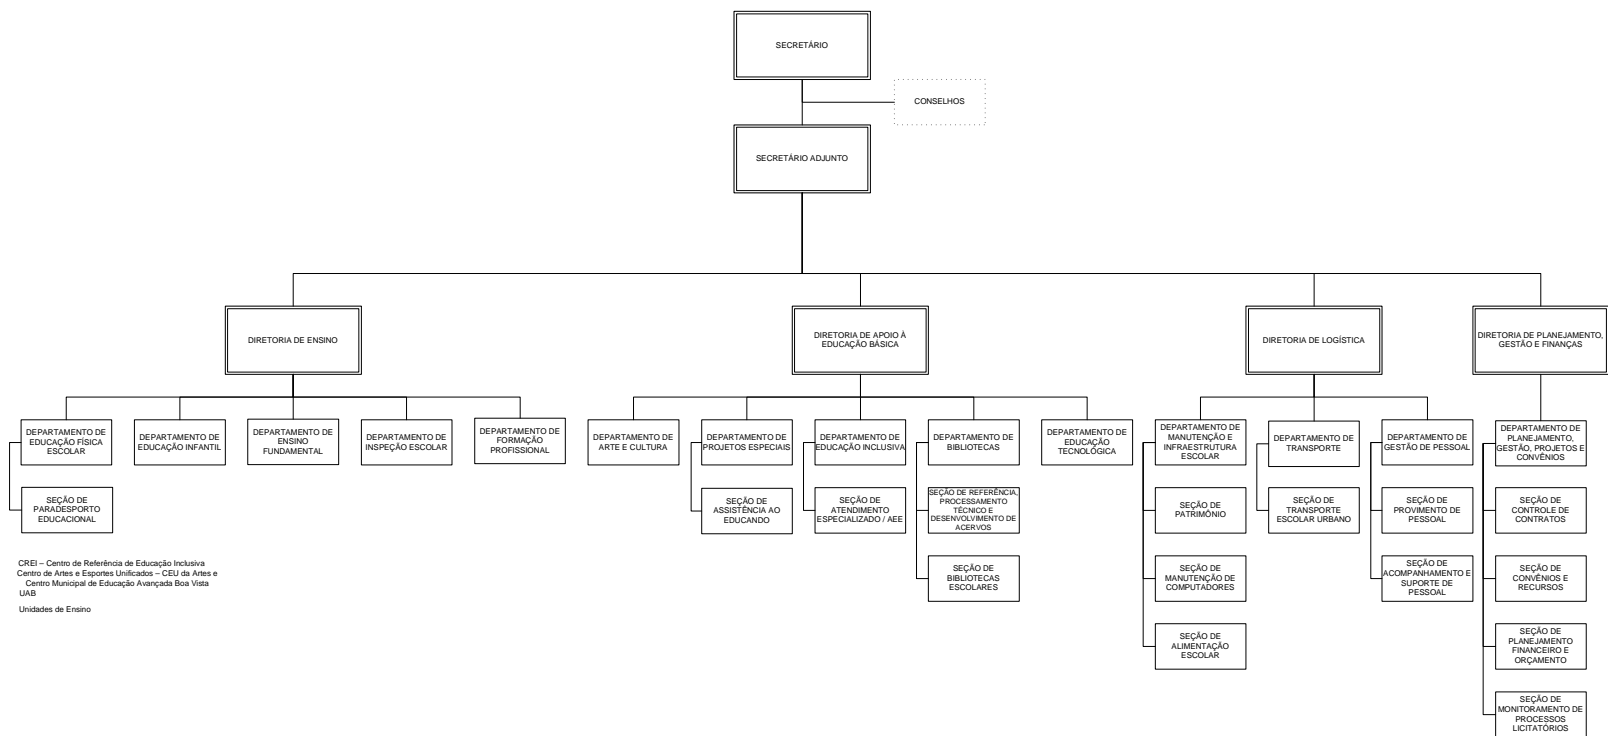 SECRETÁRIO
CONSELHOS
SECRETÁRIO ADJUNTO
DIRETORIA DE ENSINO
DIRETORIA DE APOIO À
EDUCAÇÃO BÁSICA
DIRETORIA DE LOGÍSTICA
DIRETORIA DE PLANEJAMENTO,
GESTÃO E FINANÇAS
DEPARTAMENTO DE
EDUCAÇÃO FÍSICA
ESCOLAR
DEPARTAMENTO DE
EDUCAÇÃO INFANTIL
DEPARTAMENTO DE
ENSINO
FUNDAMENTAL
DEPARTAMENTO DE
INSPEÇÃO ESCOLAR
DEPARTAMENTO DE
FORMAÇÃO
PROFISSIONAL
DEPARTAMENTO DE
ARTE E CULTURA
DEPARTAMENTO DE
PROJETOS ESPECIAIS
DEPARTAMENTO DE
EDUCAÇÃO INCLUSIVA
DEPARTAMENTO DE
BIBLIOTECAS
DEPARTAMENTO DE
EDUCAÇÃO
TECNOLÓGICA
DEPARTAMENTO DE
MANUTENÇÃO E
INFRAESTRUTURA
ESCOLAR
DEPARTAMENTO DE
TRANSPORTE
DEPARTAMENTO DE
GESTÃO DE PESSOAL
DEPARTAMENTO DE
PLANEJAMENTO,
GESTÃO, PROJETOS E
CONVÊNIOS
SEÇÃO DE
PARADESPORTO
EDUCACIONAL
SEÇÃO DE
ASSISTÊNCIA AO
EDUCANDO
SEÇÃO DE
ATENDIMENTO
ESPECIALIZADO / AEE
SEÇÃO DE REFERÊNCIA,
PROCESSAMENTO
TÉCNICO E
DESENVOLVIMENTO DE
ACERVOS
SEÇÃO DE
PATRIMÔNIO
SEÇÃO DE
TRANSPORTE
ESCOLAR URBANO
SEÇÃO DE
PROVIMENTO DE
PESSOAL
SEÇÃO DE
CONTROLE DE
CONTRATOS
SEÇÃO DE
BIBLIOTECAS
ESCOLARES
SEÇÃO DE
MANUTENÇÃO DE
COMPUTADORES
SEÇÃO DE
ACOMPANHAMENTO E
SUPORTE DE
PESSOAL
SEÇÃO DE
CONVÊNIOS E
RECURSOS
SEÇÃO DE
ALIMENTAÇÃO
ESCOLAR
SEÇÃO DE
PLANEJAMENTO
FINANCEIRO E
ORÇAMENTO
SEÇÃO DE
MONITORAMENTO DE
PROCESSOS
LICITATÓRIOS
CREI – Centro de Referência de Educação Inclusiva
Centro de Artes e Esportes Unificados – CEU da Artes e
Centro Municipal de Educação Avançada Boa Vista
UAB
Unidades de Ensino